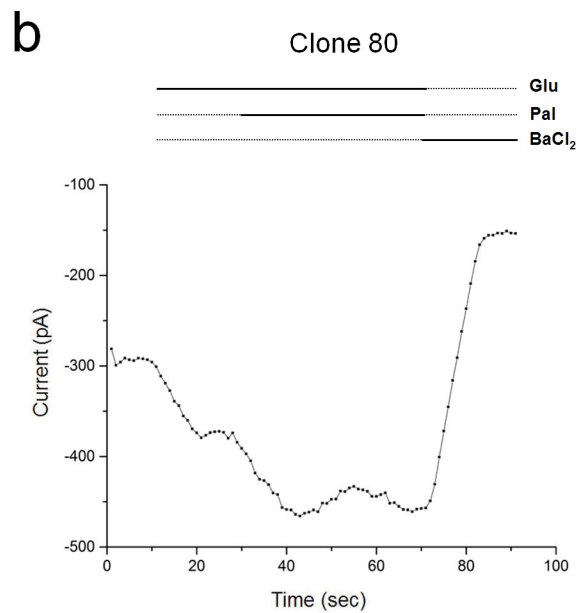 b
Clone 80
Glu
Pal
BaCl₂
-100
-200
-300
-400
-500
Current (pA)
0 20 40 60 80 100
Time (sec)